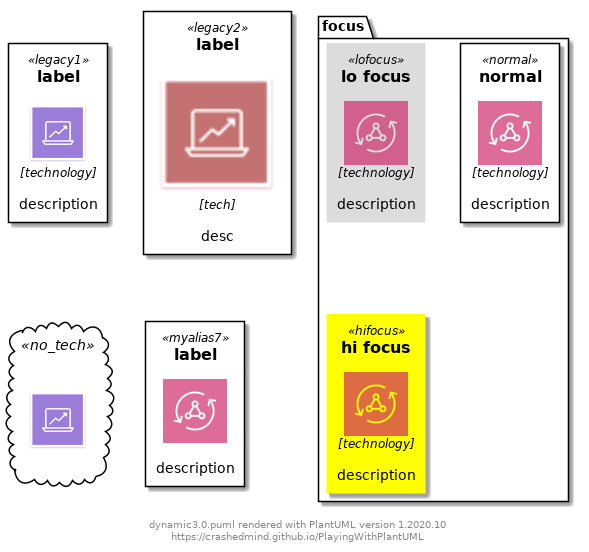 «legacy1»
label
[technology]
description
«legacy2»
label
[tech]
desc
focus
«lofocus»
lo focus
[technology]
description
«normal»
normal
[technology]
description
«no_tech»
«myalias7»
label
description
«hifocus»
hi focus
[technology]
description
dynamic3.0.puml rendered with PlantUML version 1.2020.10
https://crashedmind.github.io/PlayingWithPlantUML